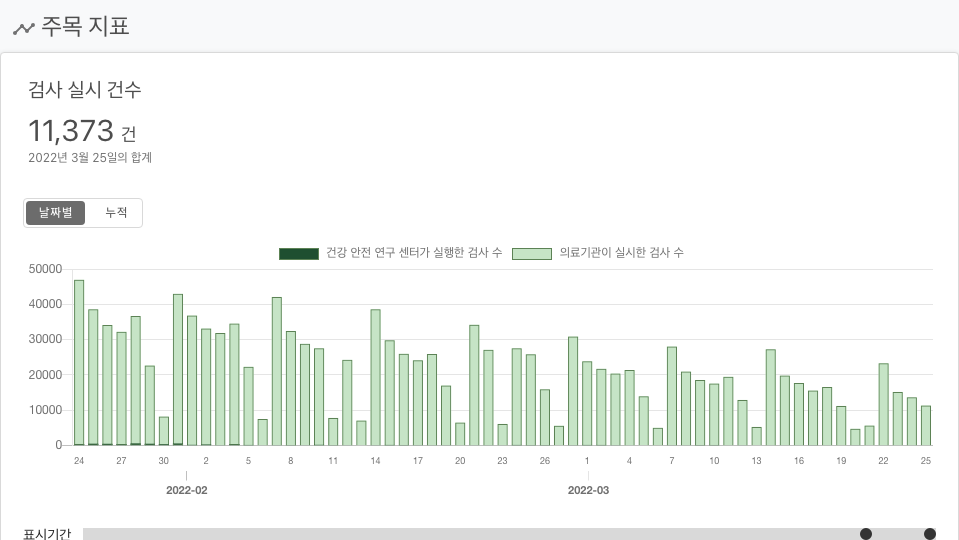 주목 지표
검사 실시 건수
11,373 건
2022년 3월 25일의 합계
날짜별 누적
건강 안전 연구 센터가 실행한 검사 수 의료기관이 실시한 검사 수
50000
40000
30000
20000
10000
0
24 27 30 2 5 8 11 14 17 20 23 26 1 4 7 10 13 16 19 22 25
2022-02 2022-03
표시기간